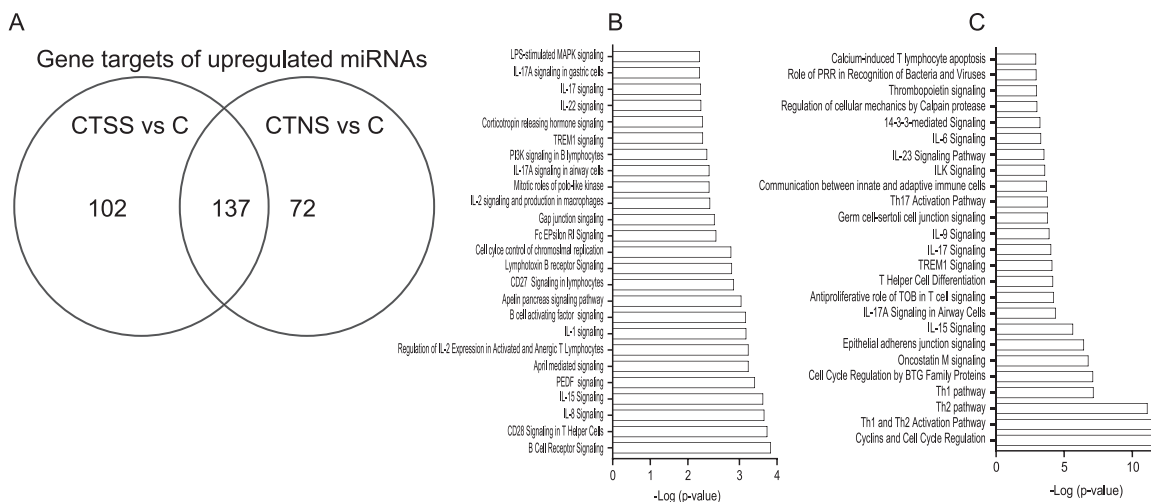 A
Gene targets of upregulated miRNAs
CTSS vs C
CTNS vs C
102
137
72
B
LPS-stimulated MAPK signaling
IL-17A signaling in gastric cells
IL-17 signaling
IL-22 signaling
Corticotropin releasing hormone signaling
TREM1 signaling
PI3K signaling in B lymphocytes
IL-17A signaling in airway cells
Mitotic roles of polo-like kinase
IL-2 signaling and production in macrophages
Gap junction singaling
Fc EPsilon RI Signaling
Cell cylce control of chromoslmal replication
Lymphotoxin B receptor Signaling
CD27 Signaling in lymphocytes
Apelin pancreas signaling pathway
B cell activating factor signaling
IL-1 signaling
Regulation of IL-2 Expression in Activated and Anergic T Lymphocytes
April mediated signaling
PEDF signaling
IL-15 Signaling
IL-8 Signaling
CD28 Signaling in T Helper Cells
B Cell Receptor Signaling
0 1 2 3 4
-Log (p-value)
C
Calcium-induced T lymphocyte apoptosis
Role of PRR in Recognition of Bacteria and Viruses
Thrombopoietin signaling
Regulation of cellular mechanics by Calpain protease
14-3-3-mediated Signaling
IL-6 Signaling
IL-23 Signaling Pathway
ILK Signaling
Communication between innate and adaptive immune cells
Th17 Activation Pathway
Germ cell-sertoli cell junction signaling
IL-9 Signaling
IL-17 Signaling
TREM1 Signaling
T Helper Cell Differentiation
Antiproliferative role of TOB in T cell signaling
IL-17A Signaling in Airway Cells
IL-15 Signaling
Epithelial adherens junction signaling
Oncostatin M signaling
Cell Cycle Regulation by BTG Family Proteins
Th1 pathway
Th2 pathway
Th1 and Th2 Activation Pathway
Cyclins and Cell Cycle Regulation
0 5 10
-Log (p-value)